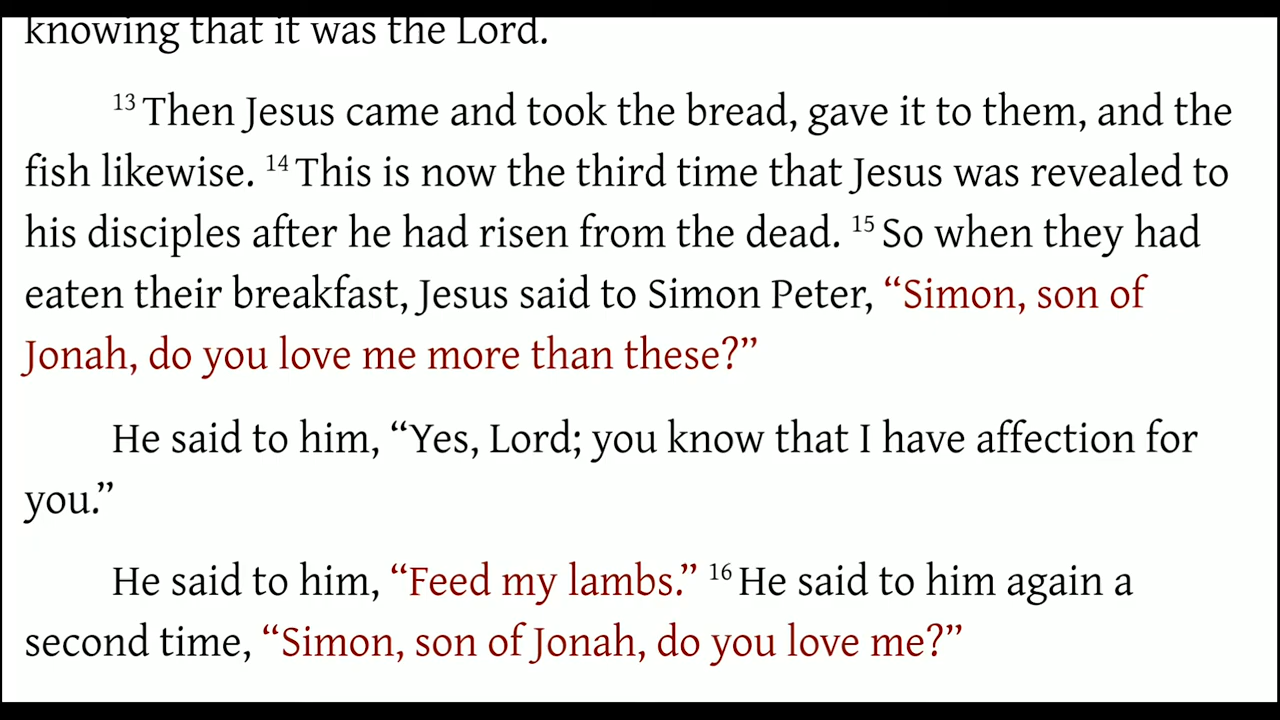 knowing that it was the Lord.
13 Then Jesus came and took the bread, gave it to them, and the
fish likewise. 14 This is now the third time that Jesus was revealed to
his disciples after he had risen from the dead. 15 So when they had
eaten their breakfast, Jesus said to Simon Peter, “Simon, son of
Jonah, do you love me more than these?”
He said to him, “Yes, Lord; you know that I have affection for
you.”
He said to him, “Feed my lambs.” 16 He said to him again a
second time, “Simon, son of Jonah, do you love me?”